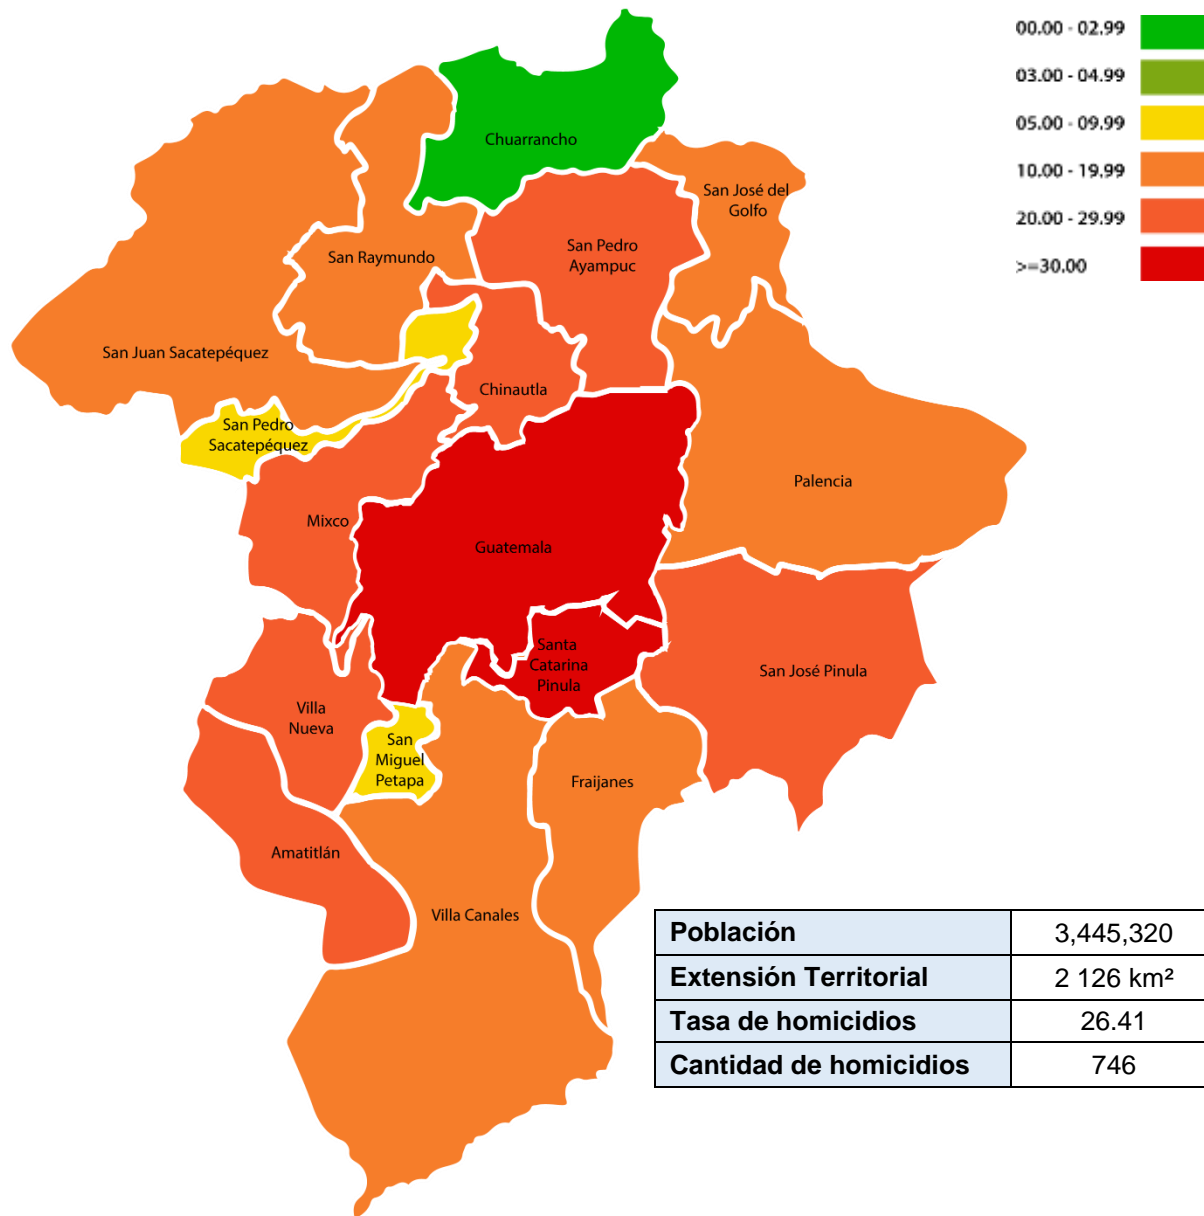 00.00 - 02.99
03.00 - 04.99
05.00 - 09.99
10.00 - 19.99
20.00 - 29.99
>=30.00
Chuarrancho
San José del
Golfo
San Pedro
Ayampuc
San Raymundo
San Juan Sacatepéquez
Chinautla
San Pedro
Sacatepéquez
Palencia
Mixco
Guatemala
Santa
Catarina
Pinula
San José Pinula
Villa
Nueva
San
Miguel
Petapa
Fraijanes
Amatitlán
Villa Canales
Población 3,445,320
Extensión Territorial 2 126 km²
Tasa de homicidios 26.41
Cantidad de homicidios 746